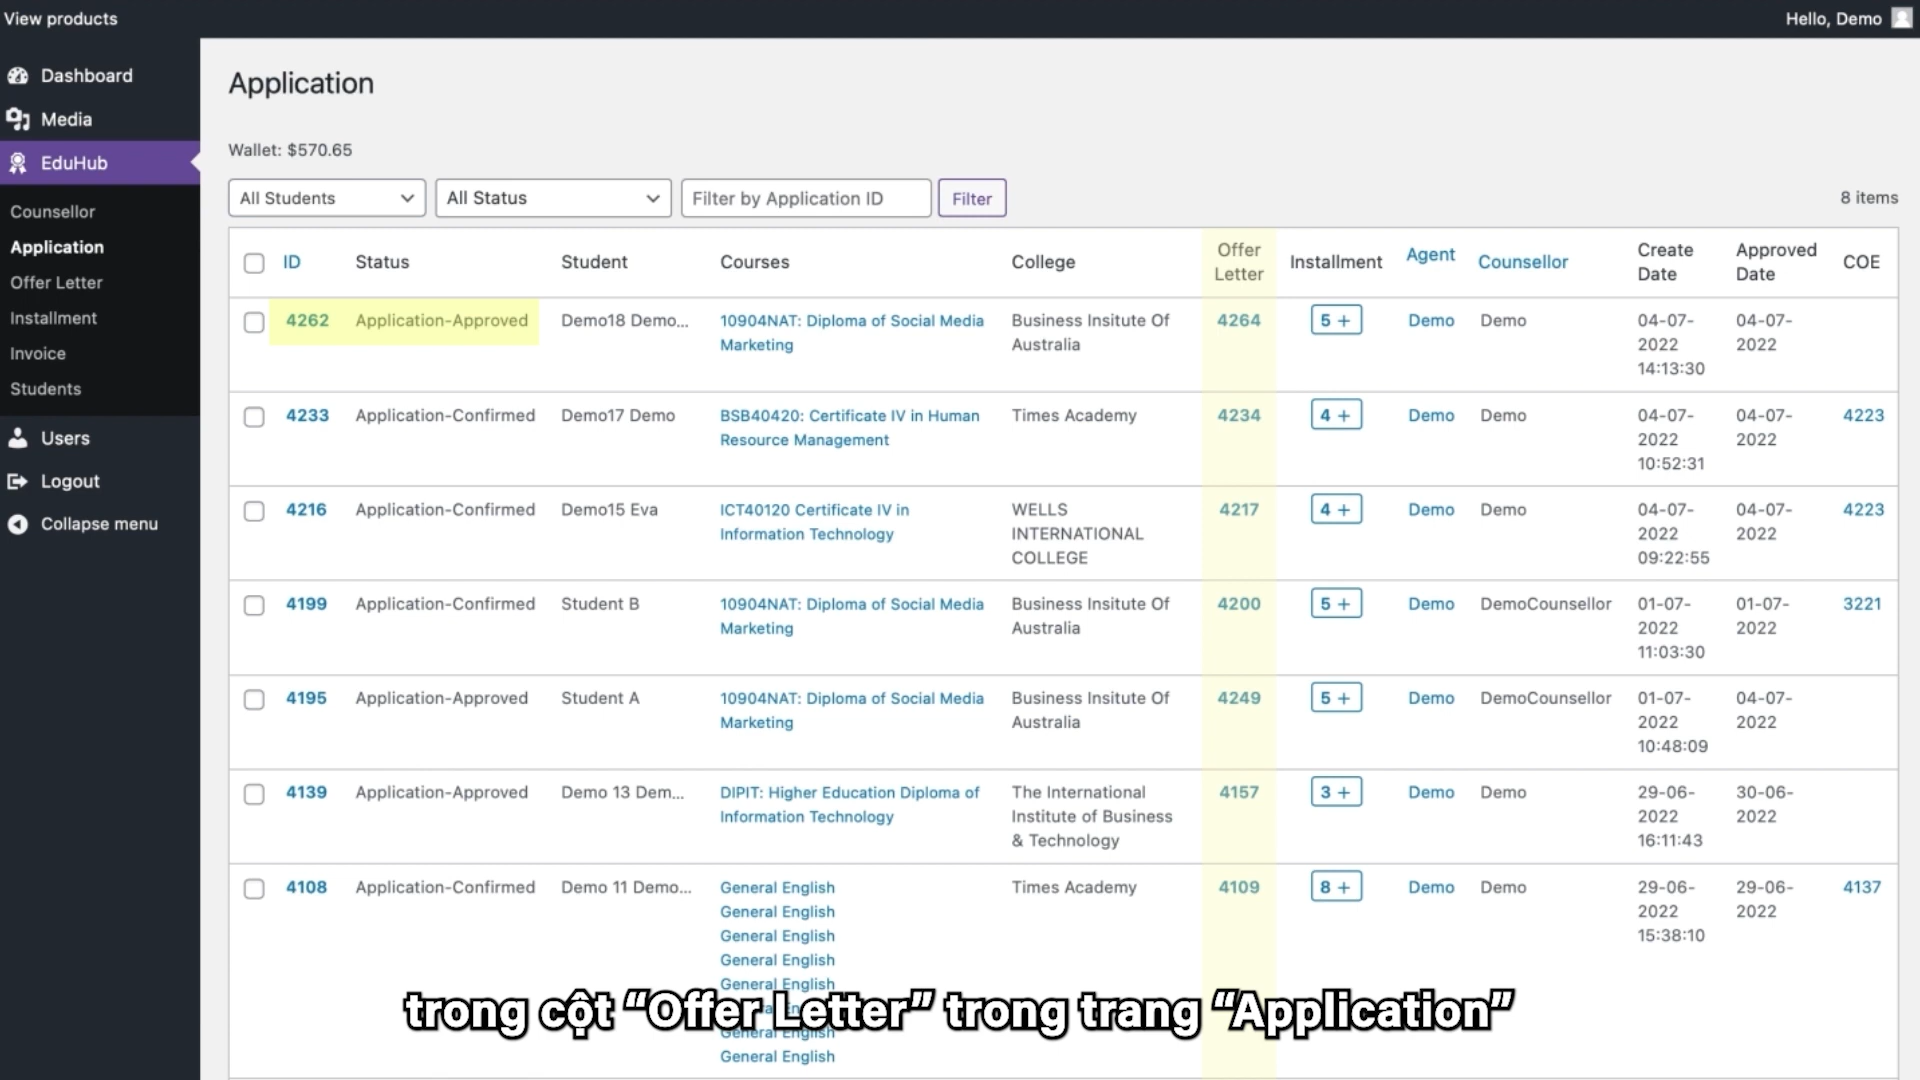 View products
Hello, Demo
Dashboard
Media
EduHub
Counsellor
Application
Offer Letter
Installment
Invoice
Students
Users
Logout
Collapse menu
Application
Wallet: $570.65
All Students
All Status
Filter by Application ID
Filter
8 items
ID Status Student Courses College Offer Letter Installment Agent Counsellor Create Date Approved Date COE
4262 Application-Approved Demo18 Demo... 10904NAT: Diploma of Social Media Business Insitute Of 4264 5 + Demo Demo 04-07- 04-07-
Marketing Australia 2022 2022
14:13:30
4233 Application-Confirmed Demo17 Demo BSB40420: Certificate IV in Human Times Academy 4234 4 + Demo Demo 04-07- 04-07- 4223
Resource Management 2022 2022
10:52:31
4216 Application-Confirmed Demo15 Eva ICT40120 Certificate IV in WELLS 4217 4 + Demo Demo 04-07- 04-07- 4223
Information Technology INTERNATIONAL 2022 2022
COLLEGE 09:22:55
4199 Application-Confirmed Student B 10904NAT: Diploma of Social Media Business Insitute Of 4200 5 + Demo DemoCounsellor 01-07- 01-07- 3221
Marketing Australia 2022 2022
11:03:30
4195 Application-Approved Student A 10904NAT: Diploma of Social Media Business Insitute Of 4249 5 + Demo DemoCounsellor 01-07- 04-07-
Marketing Australia 2022 2022
10:48:09
4139 Application-Approved Demo 13 Dem... DIPIT: Higher Education Diploma of The International 4157 3 + Demo Demo 29-06- 30-06-
Information Technology Institute of Business 2022 2022
& Technology 16:11:43
4108 Application-Confirmed Demo 11 Demo... General English Times Academy 4109 8 + Demo Demo 29-06- 29-06- 4137
General English 2022 2022
General English 15:38:10
General English
General English
trong cột “Offer Letter” trong trang “Application”
General English
General English